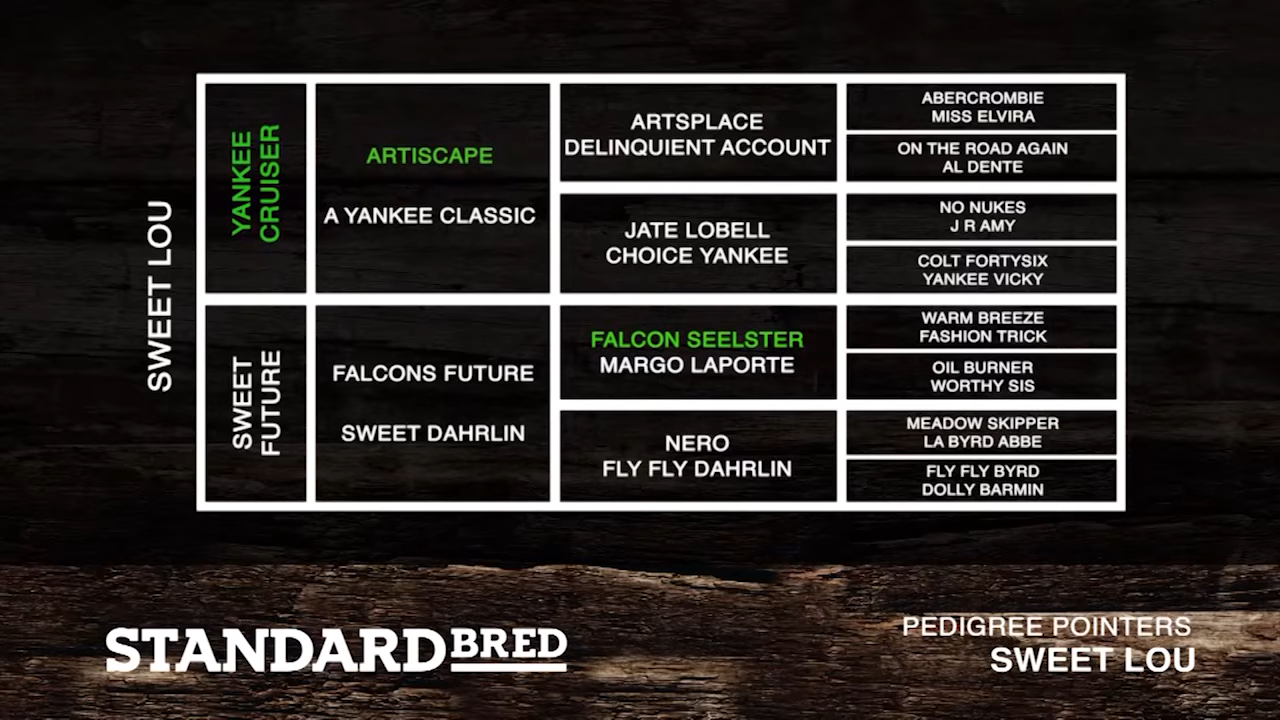 SWEET LOU
YANKEE
CRUISER
ARTISCAPE
A YANKEE CLASSIC
ARTSPLACE
DELINQUIENT ACCOUNT
ABERCROMBIE
MISS ELVIRA
ON THE ROAD AGAIN
AL DENTE
JATE LOBELL
CHOICE YANKEE
NO NUKES
J R AMY
COLT FORTYSIX
YANKEE VICKY
SWEET
FUTURE
FALCONS FUTURE
SWEET DAHRLIN
FALCON SEELSTER
MARGO LAPORTE
WARM BREEZE
FASHION TRICK
OIL BURNER
WORTHY SIS
NERO
FLY FLY DAHRLIN
MEADOW SKIPPER
LA BYRD ABBE
FLY FLY BYRD
DOLLY BARMIN
STANDARDBRED
PEDIGREE POINTERS
SWEET LOU